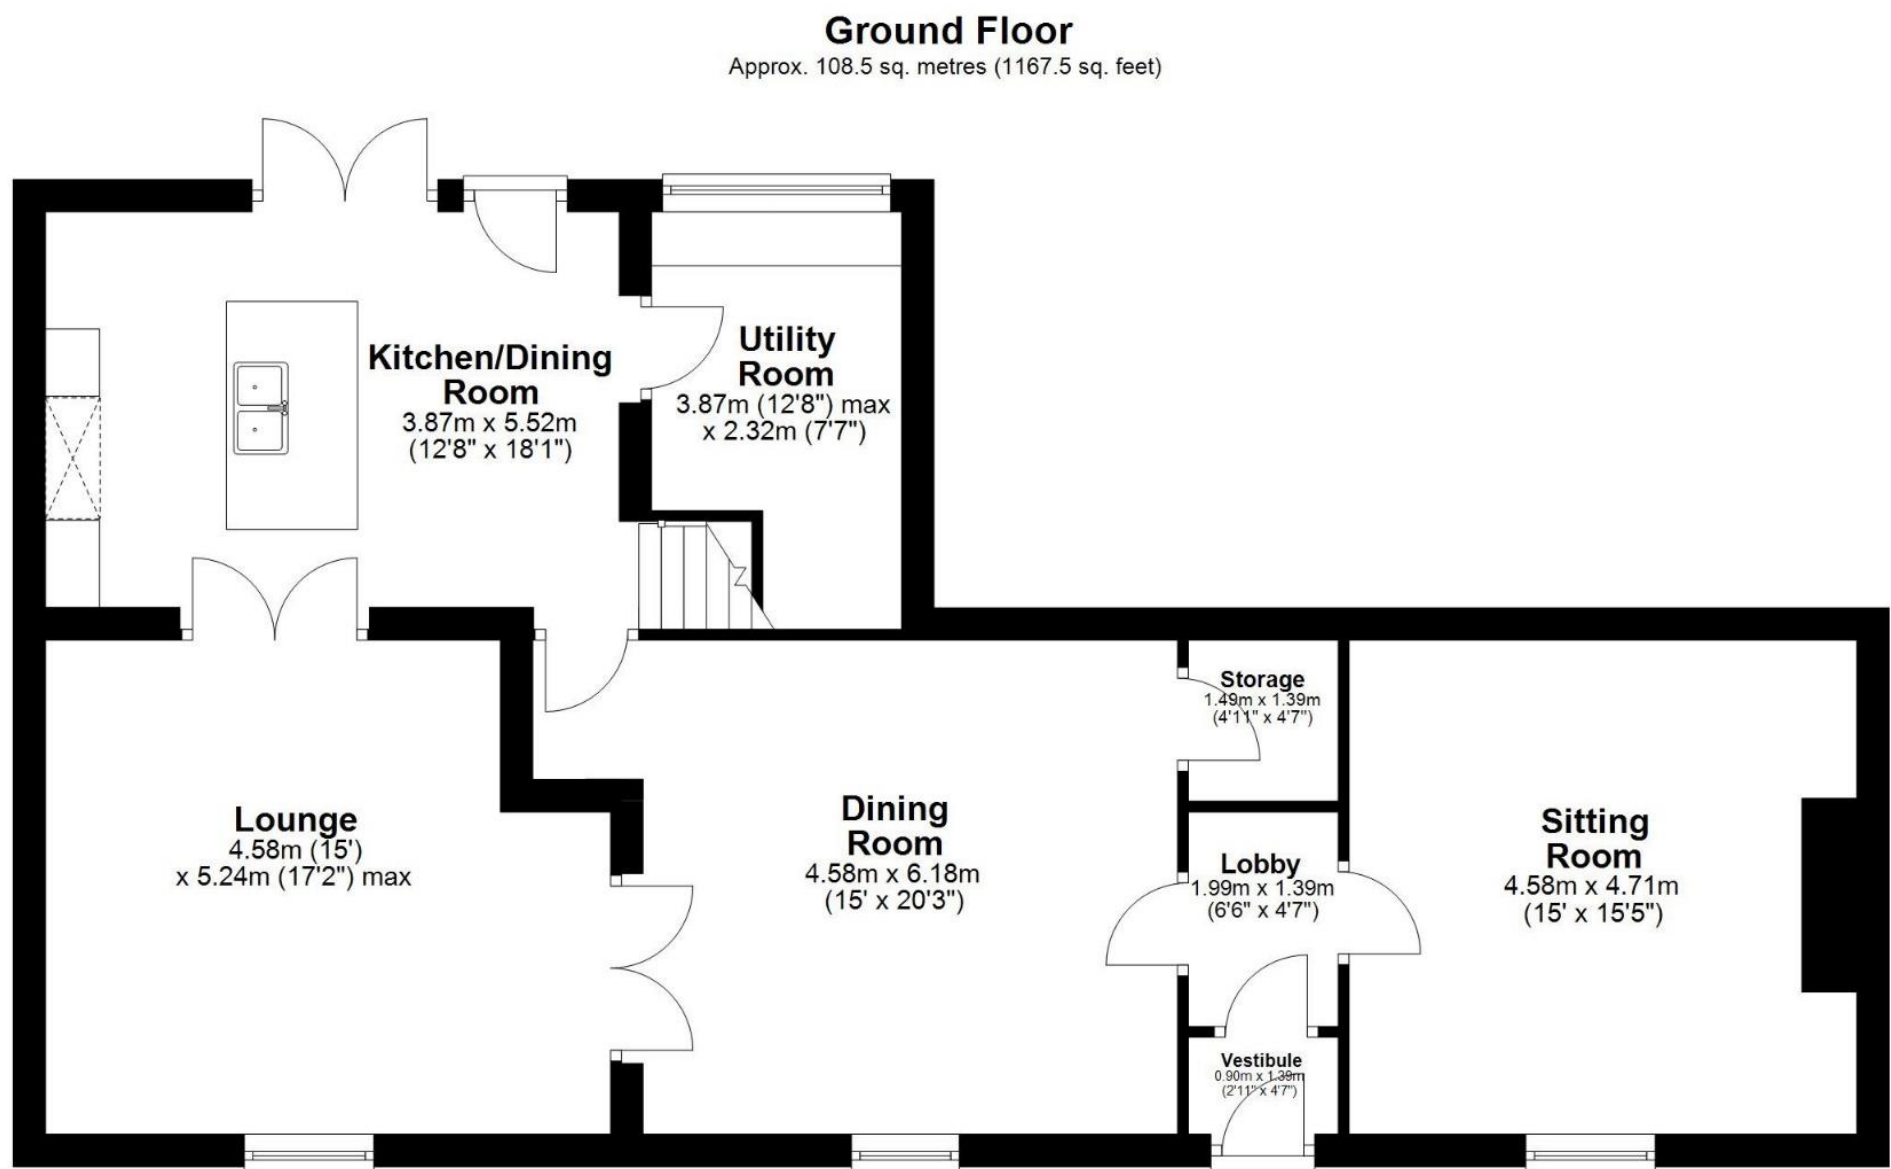 Ground Floor
Approx. 108.5 sq. metres (1167.5 sq. feet)
Kitchen/Dining
Room
3.87m x 5.52m
(12'8" x 18'1")
Utility
Room
3.87m (12'8") max
x 2.32m (7'7")
Lounge
4.58m (15')
x 5.24m (17'2") max
Dining
Room
4.58m x 6.18m
(15' x 20'3")
Storage
1.49m x 1.39m
(4'11" x 4'7")
Lobby
1.99m x 1.39m
(6'6" x 4'7")
Vestibule
0.90m x 1.39m
(2'11" x 4'7")
Sitting
Room
4.58m x 4.71m
(15' x 15'5")